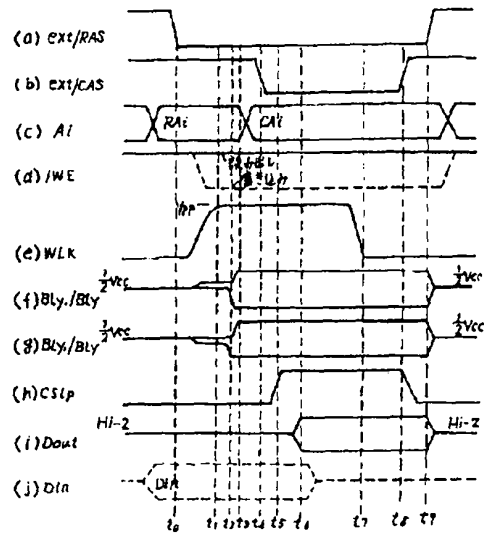 (a) ext/RAS
(b) ext/CAS
(c) Ai
RAi
CAi
(d) /WE
hP
(e) WLK
(f) Bly./Bly
½Vcc
½Vcc
(g) Bly./Bly
½Vcc
½Vcc
(h) CSLp
(i) Dout
Hi-Z
Hi-Z
(j) Din
Din
t0 t1 t2 t3 t4 t5 t6 t7 t8 t9